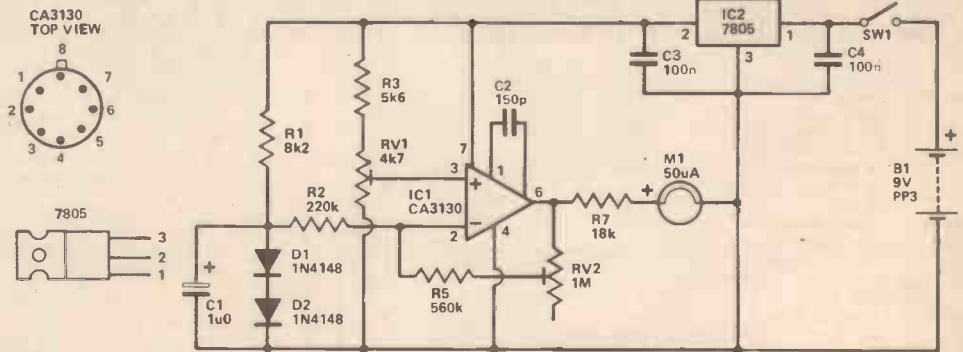 CA3130
TOP VIEW
8
1
7
2
6
3
5
4
7805
3
2
1
R1
8k2
R3
5k6
RV1
4k7
R2
220k
C1
1u0
+
D1
1N4148
D2
1N4148
IC1
CA3130
7
3
+
−
2
1
6
4
C2
150p
R5
560k
R7
18k
RV2
1M
+
M1
50uA
2
IC2
7805
1
3
C3
100n
C4
100n
SW1
+
B1
9V
PP3